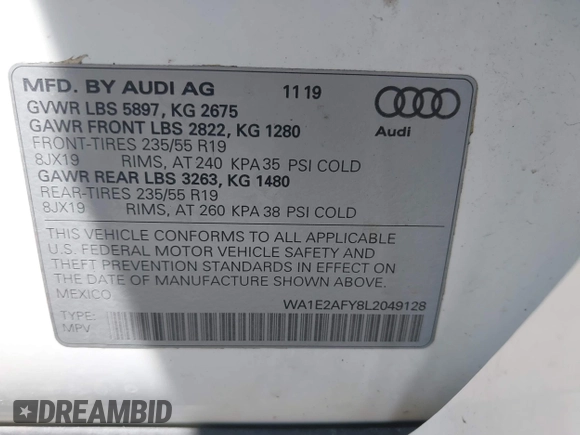 MFD. BY AUDI AG 11 19
GVWR LBS 5897, KG 2675
GAWR FRONT LBS 2822, KG 1280
FRONT-TIRES 235/55 R19
8JX19 RIMS, AT 240 KPA 35 PSI COLD
GAWR REAR LBS 3263, KG 1480
REAR-TIRES 235/55 R19
8JX19 RIMS, AT 260 KPA 38 PSI COLD
Audi
THIS VEHICLE CONFORMS TO ALL APPLICABLE
U.S. FEDERAL MOTOR VEHICLE SAFETY AND
THEFT PREVENTION STANDARDS IN EFFECT ON
THE DATE OF MANUFACTURE SHOWN ABOVE.
MEXICO
WA1E2AFY8L2049128
TYPE:
MPV
DREAMBID